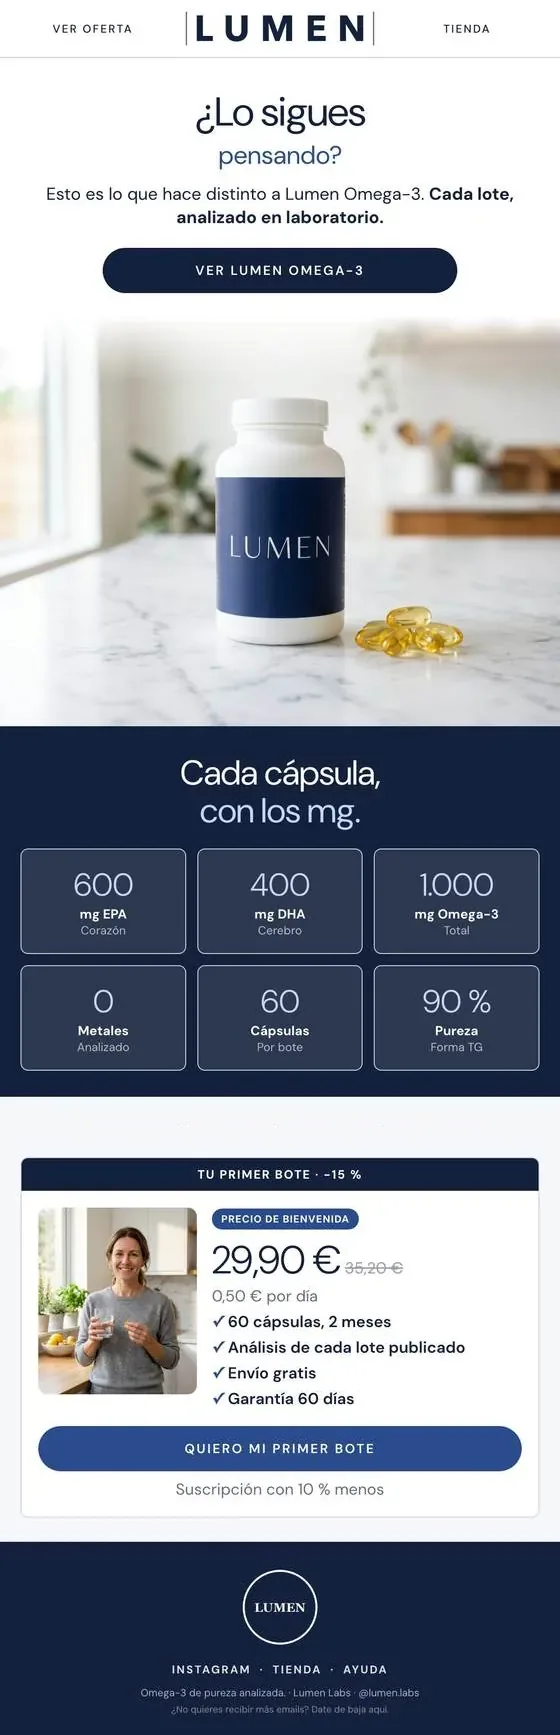 VER OFERTA
LUMEN
TIENDA
¿Lo sigues
pensando?
Esto es lo que hace distinto a Lumen Omega-3. Cada lote,
analizado en laboratorio.
VER LUMEN OMEGA-3
LUMEN
Cada cápsula,
con los mg.
600
mg EPA
Corazón
400
mg DHA
Cerebro
1.000
mg Omega-3
Total
0
Metales
Analizado
60
Cápsulas
Por bote
90 %
Pureza
Forma TG
TU PRIMER BOTE · -15 %
PRECIO DE BIENVENIDA
29,90 € 35,20 €
0,50 € por día
✓ 60 cápsulas, 2 meses
✓ Análisis de cada lote publicado
✓ Envío gratis
✓ Garantía 60 días
QUIERO MI PRIMER BOTE
Suscripción con 10 % menos
LUMEN
INSTAGRAM · TIENDA · AYUDA
Omega-3 de pureza analizada. · Lumen Labs · @lumen.labs
¿No quieres recibir más emails? Date de baja aquí.